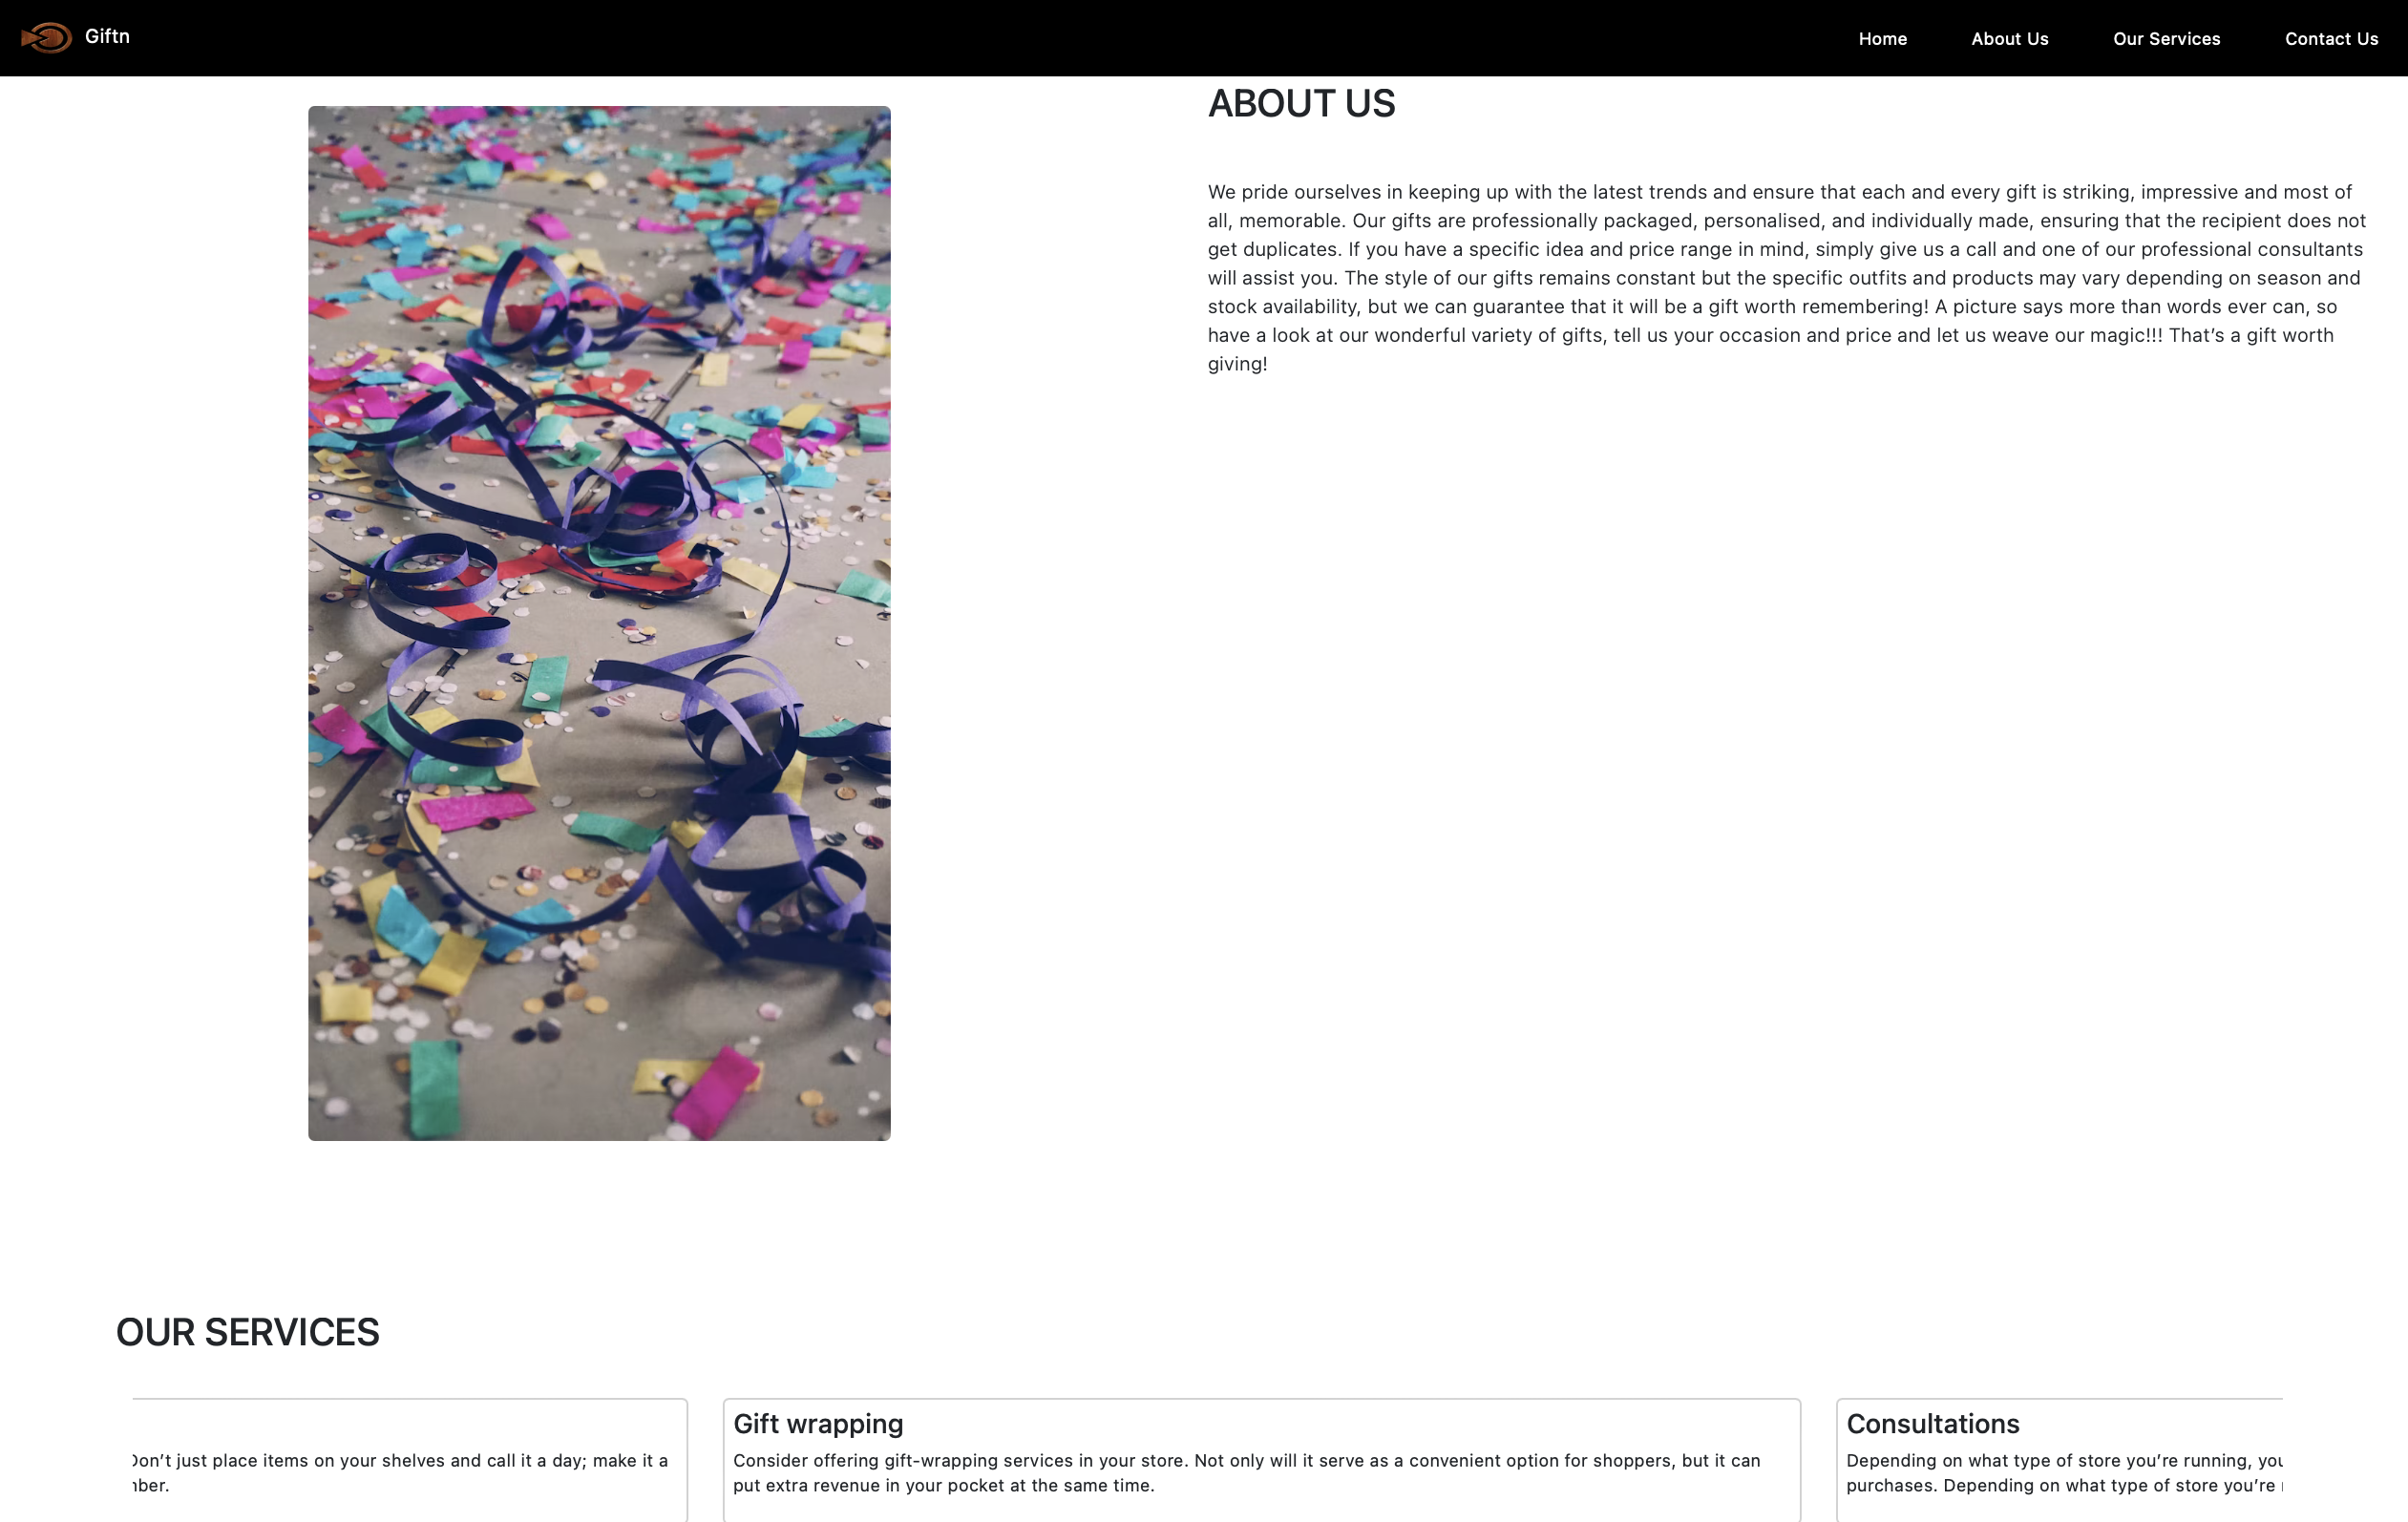 Giftn
Home
About Us
Our Services
Contact Us
ABOUT US
We pride ourselves in keeping up with the latest trends and ensure that each and every gift is striking, impressive and most of
all, memorable. Our gifts are professionally packaged, personalised, and individually made, ensuring that the recipient does not
get duplicates. If you have a specific idea and price range in mind, simply give us a call and one of our professional consultants
will assist you. The style of our gifts remains constant but the specific outfits and products may vary depending on season and
stock availability, but we can guarantee that it will be a gift worth remembering! A picture says more than words ever can, so
have a look at our wonderful variety of gifts, tell us your occasion and price and let us weave our magic!!! That’s a gift worth
giving!
OUR SERVICES
Don’t just place items on your shelves and call it a day; make it a
Gift wrapping
Consider offering gift-wrapping services in your store. Not only will it serve as a convenient option for shoppers, but it can
put extra revenue in your pocket at the same time.
Consultations
Depending on what type of store you’re running, you
purchases. Depending on what type of store you’re